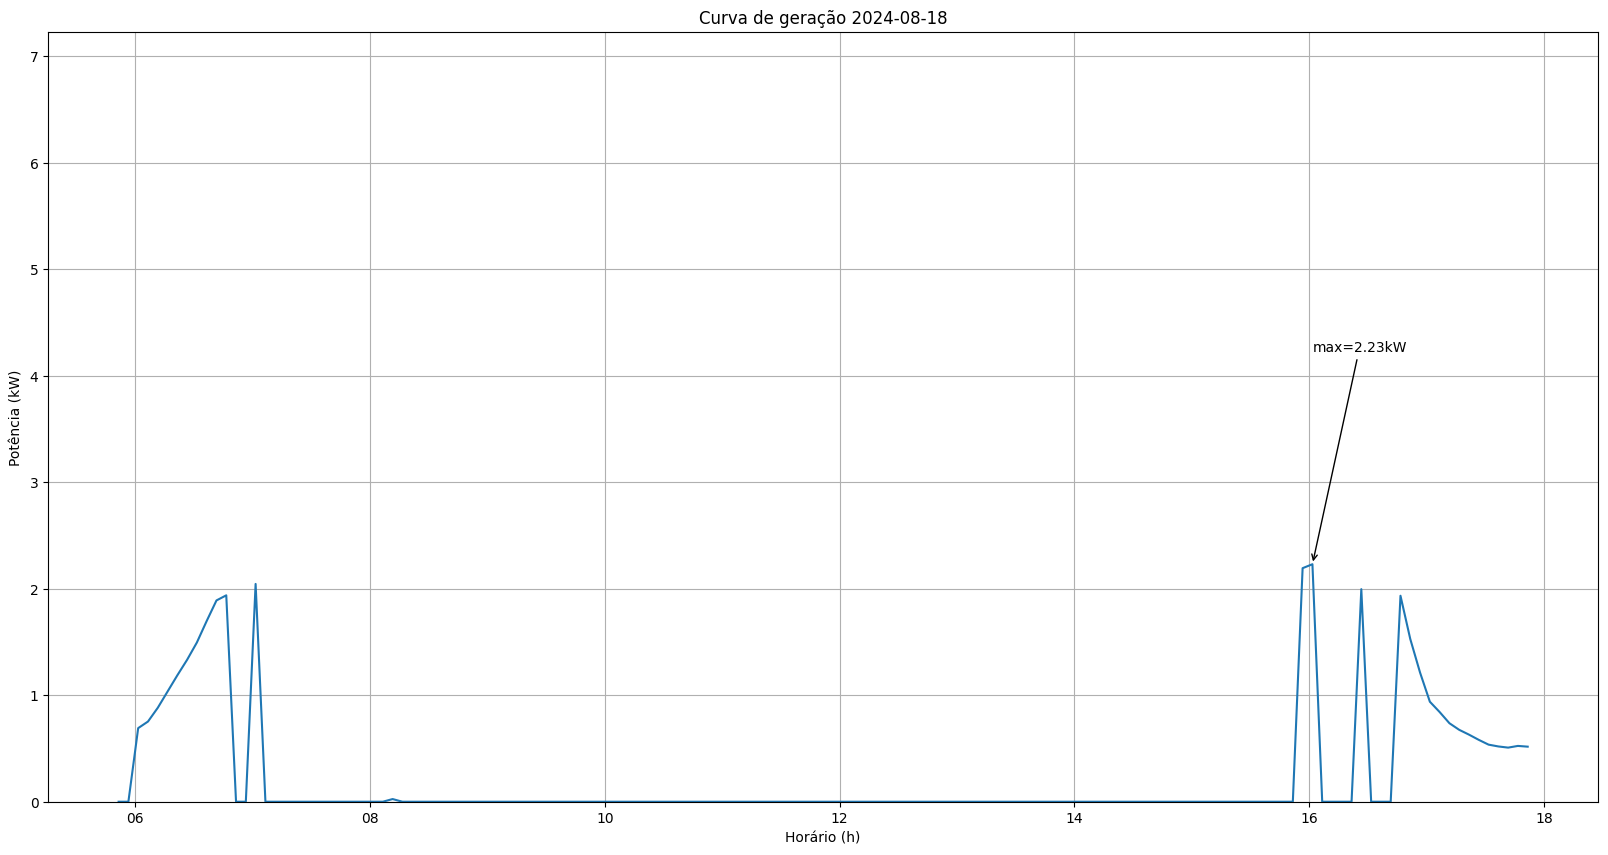 Curva de geração 2024-08-18
7
6
5
4
3
2
1
0
Potência (kW)
max=2.23kW
06 08 10 12 14 16 18
Horário (h)